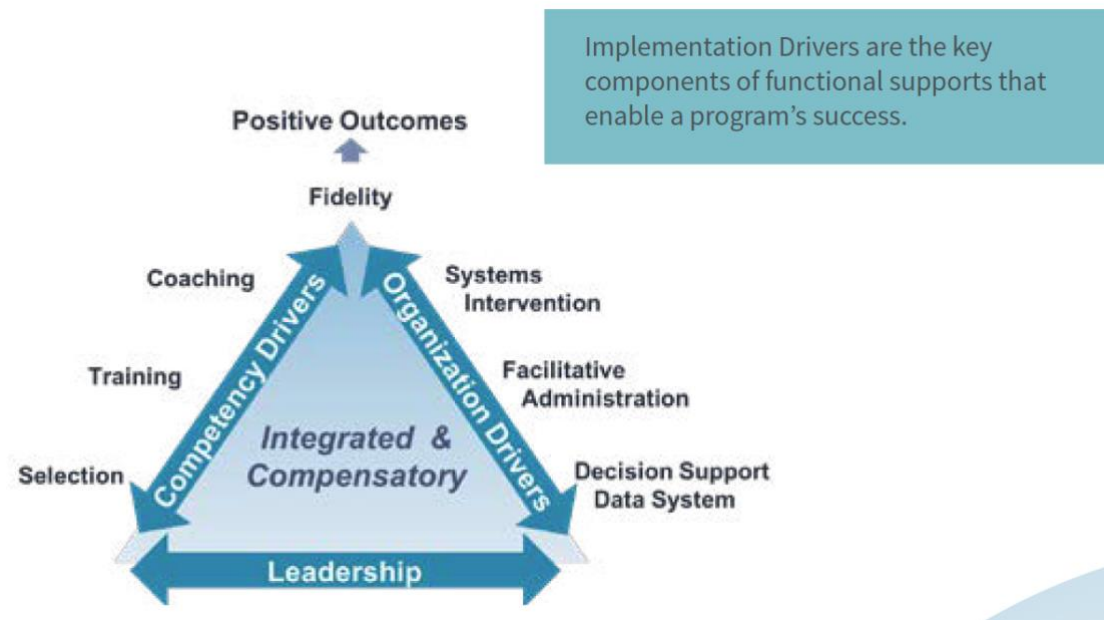 Implementation Drivers are the key
components of functional supports that
enable a program’s success.
Positive Outcomes
Fidelity
Coaching
Training
Selection
Competency Drivers
Systems
Intervention
Facilitative
Administration
Decision Support
Data System
Organization Drivers
Integrated &
Compensatory
Leadership